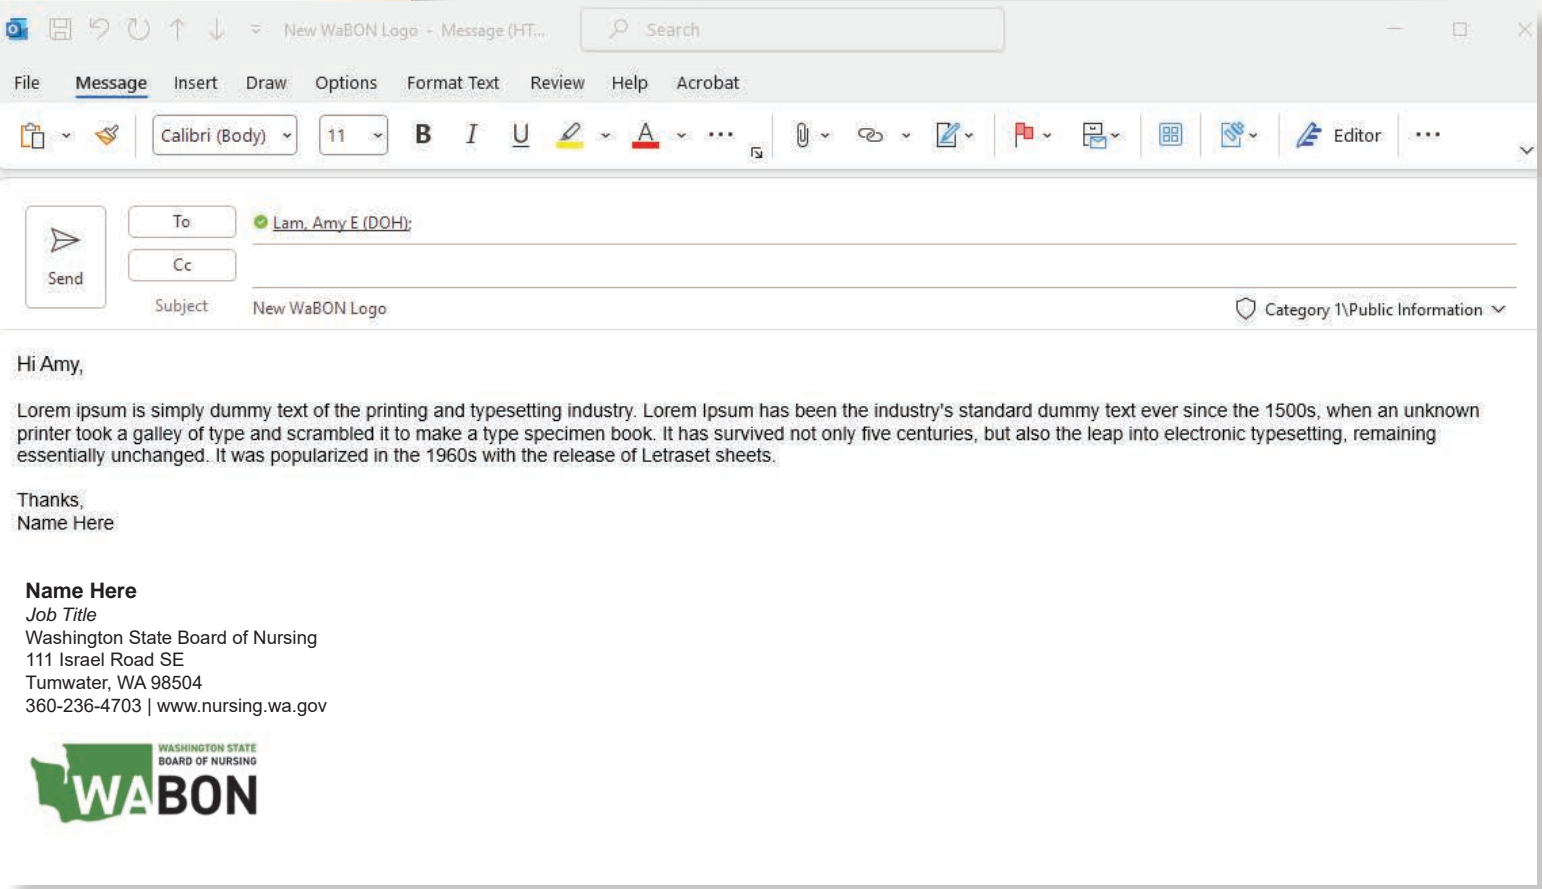 New WaBON Logo - Message (HT...
Search
File Message Insert Draw Options Format Text Review Help Acrobat
Calibri (Body) 11 B I U A ... Editor ...
Send
To Lam, Amy E (DOH);
Cc
Subject New WaBON Logo Category 1\Public Information
Hi Amy,
Lorem ipsum is simply dummy text of the printing and typesetting industry. Lorem Ipsum has been the industry's standard dummy text ever since the 1500s, when an unknown
printer took a galley of type and scrambled it to make a type specimen book. It has survived not only five centuries, but also the leap into electronic typesetting, remaining
essentially unchanged. It was popularized in the 1960s with the release of Letraset sheets.
Thanks,
Name Here
Name Here
Job Title
Washington State Board of Nursing
111 Israel Road SE
Tumwater, WA 98504
360-236-4703 | www.nursing.wa.gov
WASHINGTON STATE
BOARD OF NURSING
WABON